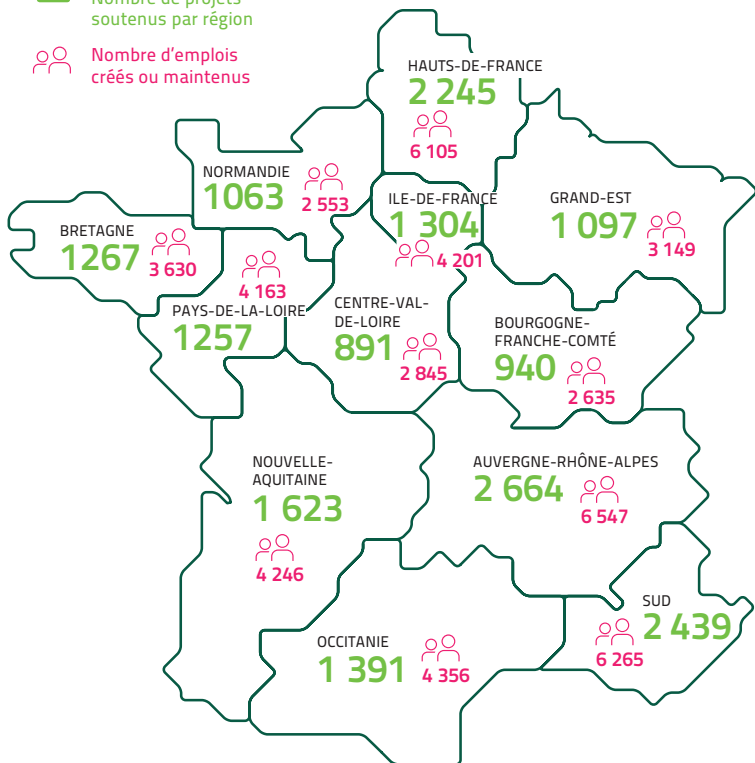 Nombre de projets
soutenus par région
Nombre d'emplois
créés ou maintenus
HAUTS-DE-FRANCE
2 245
6 105
NORMANDIE
1063
2 553
ILE-DE-FRANCE
1 304
4 201
GRAND-EST
1 097
3 149
BRETAGNE
1267
3 630
4 163
PAYS-DE-LA-LOIRE
1257
CENTRE-VAL-
DE-LOIRE
891
2 845
BOURGOGNE-
FRANCHE-COMTÉ
940
2 635
NOUVELLE-
AQUITAINE
1 623
4 246
AUVERGNE-RHÔNE-ALPES
2 664
6 547
SUD
2 439
6 265
OCCITANIE
1 391
4 356